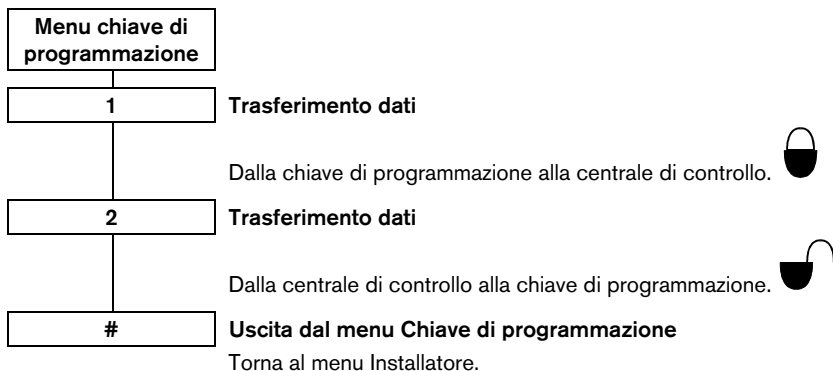 Menu chiave di
programmazione
1 Trasferimento dati
Dalla chiave di programmazione alla centrale di controllo.
2 Trasferimento dati
Dalla centrale di controllo alla chiave di programmazione.
# Uscita dal menu Chiave di programmazione
Torna al menu Installatore.